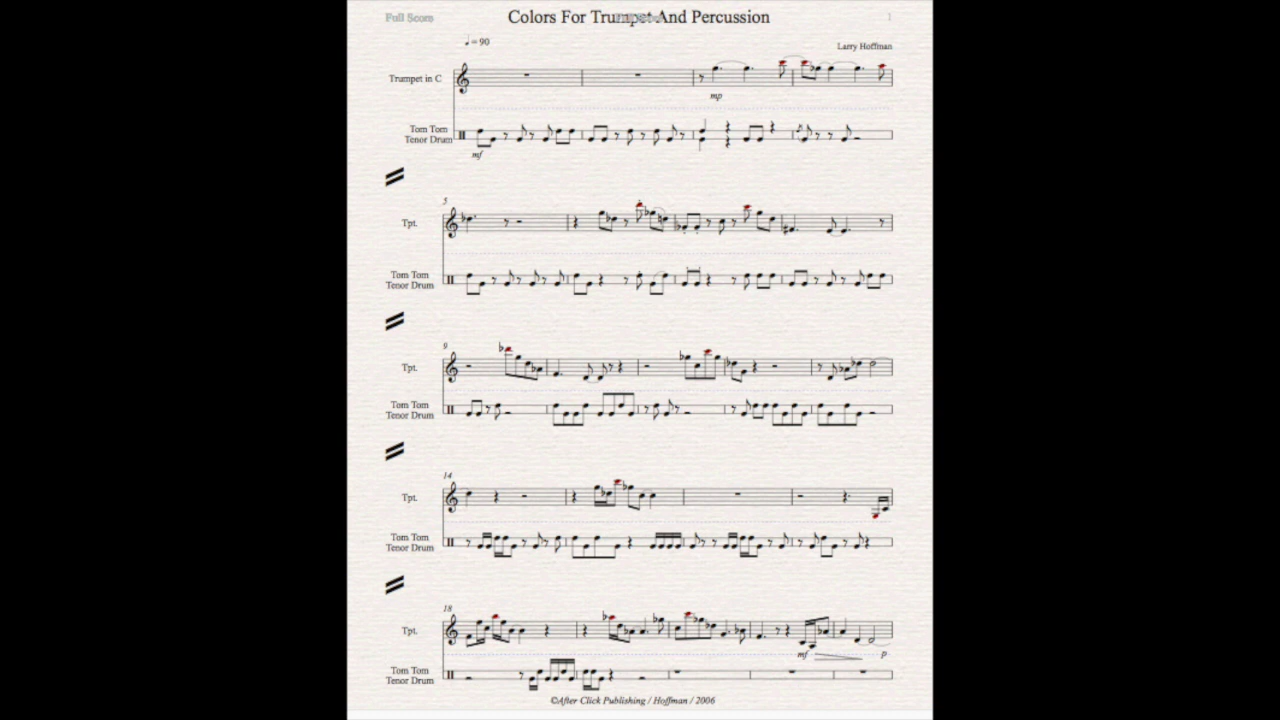 Full Score
Colors For Trumpet And Percussion
1
♩ = 90
Larry Hoffman
Trumpet in C
mp
Tom Tom
Tenor Drum
mf
5
Tpt.
Tom Tom
Tenor Drum
9
Tpt.
Tom Tom
Tenor Drum
14
Tpt.
Tom Tom
Tenor Drum
18
Tpt.
mf
p
Tom Tom
Tenor Drum
©After Click Publishing / Hoffman / 2006